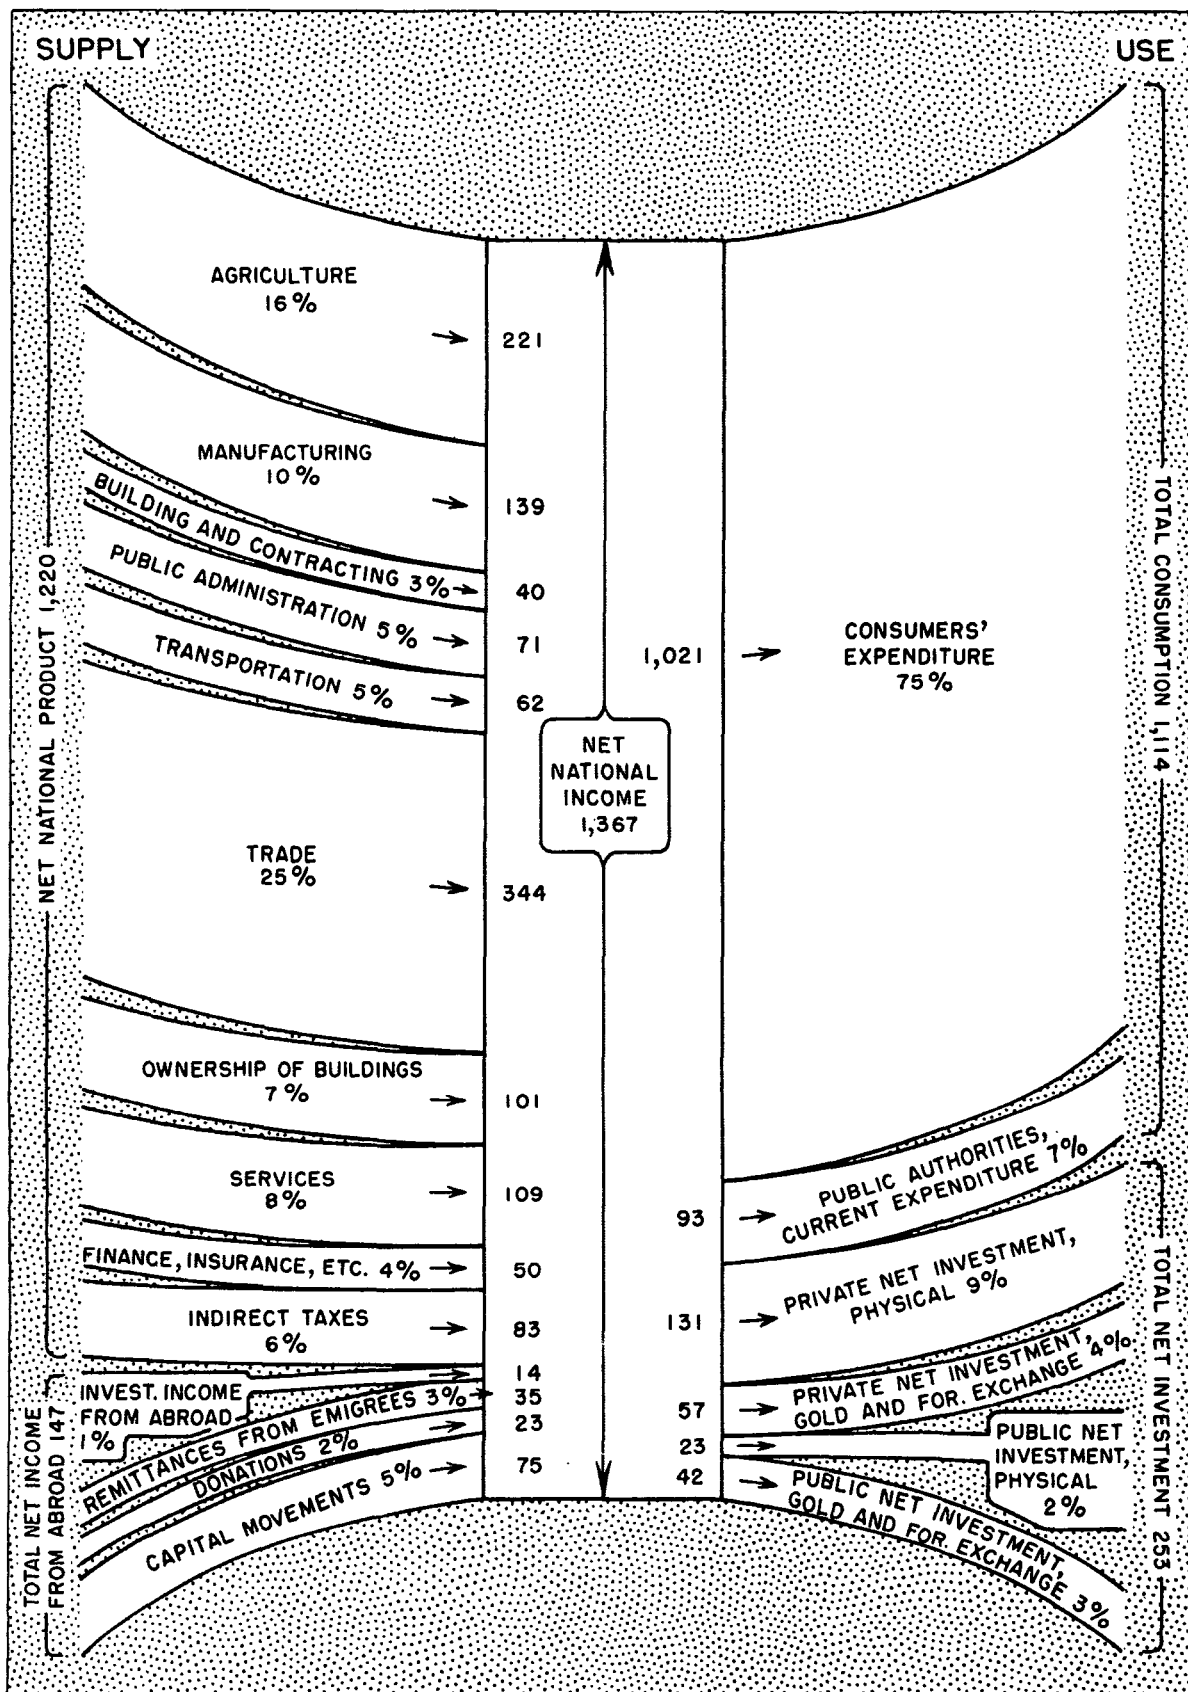 SUPPLY
USE
NET NATIONAL PRODUCT 1,220
AGRICULTURE
16%
221
MANUFACTURING
10%
139
BUILDING AND CONTRACTING 3%
40
PUBLIC ADMINISTRATION 5%
71
TRANSPORTATION 5%
62
TRADE
25%
344
OWNERSHIP OF BUILDINGS
7%
101
SERVICES
8%
109
FINANCE, INSURANCE, ETC. 4%
50
INDIRECT TAXES
6%
83
TOTAL NET INCOME
FROM ABROAD 147
INVEST. INCOME
FROM ABROAD
1%
14
REMITTANCES FROM EMIGREES 3%
35
DONATIONS 2%
23
CAPITAL MOVEMENTS 5%
75
NET
NATIONAL
INCOME
1,367
1,021
CONSUMERS'
EXPENDITURE
75%
93
PUBLIC AUTHORITIES,
CURRENT EXPENDITURE 7%
131
PRIVATE NET INVESTMENT,
PHYSICAL 9%
57
PRIVATE NET INVESTMENT,
GOLD AND FOR. EXCHANGE 4%
23
PUBLIC NET
INVESTMENT,
PHYSICAL
2%
42
PUBLIC NET INVESTMENT,
GOLD AND FOR. EXCHANGE 3%
TOTAL CONSUMPTION 1,114
TOTAL NET INVESTMENT 253